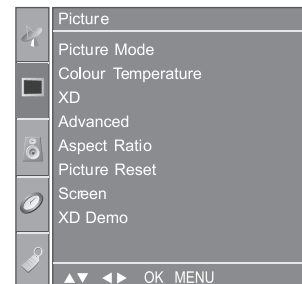 Picture
Picture Mode
Colour Temperature
XD
Advanced
Aspect Ratio
Picture Reset
Screen
XD Demo
▲▼ ◄► OK MENU